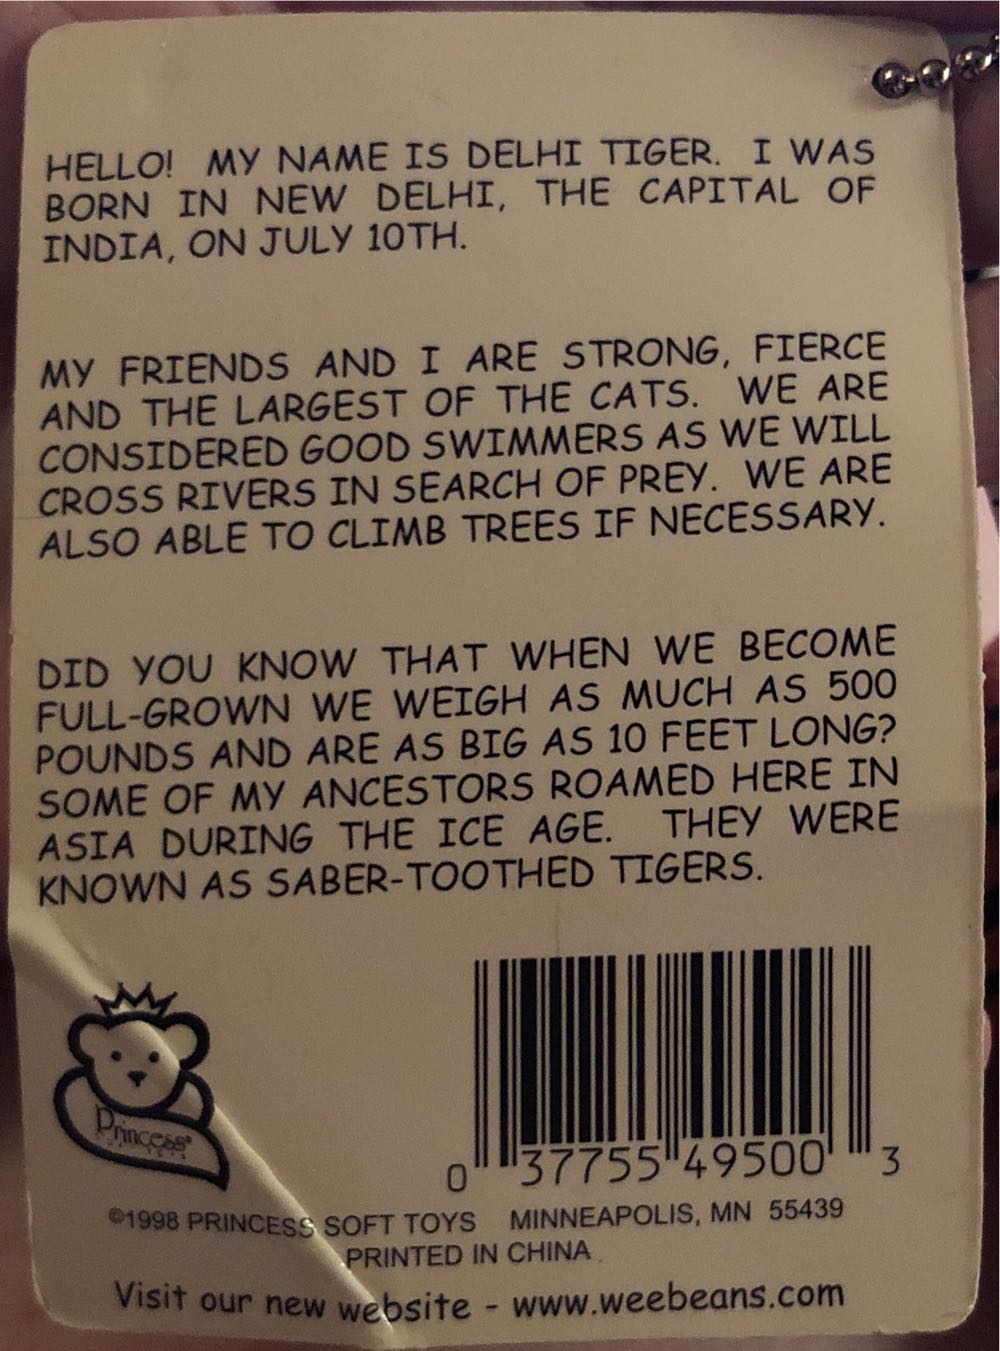 HELLO! MY NAME IS DELHI TIGER. I WAS
BORN IN NEW DELHI, THE CAPITAL OF
INDIA, ON JULY 10TH.
MY FRIENDS AND I ARE STRONG, FIERCE
AND THE LARGEST OF THE CATS. WE ARE
CONSIDERED GOOD SWIMMERS AS WE WILL
CROSS RIVERS IN SEARCH OF PREY. WE ARE
ALSO ABLE TO CLIMB TREES IF NECESSARY.
DID YOU KNOW THAT WHEN WE BECOME
FULL-GROWN WE WEIGH AS MUCH AS 500
POUNDS AND ARE AS BIG AS 10 FEET LONG?
SOME OF MY ANCESTORS ROAMED HERE IN
ASIA DURING THE ICE AGE. THEY WERE
KNOWN AS SABER-TOOTHED TIGERS.
Princess
0 37755 49500 3
©1998 PRINCESS SOFT TOYS MINNEAPOLIS, MN 55439
PRINTED IN CHINA
Visit our new website - www.weebeans.com